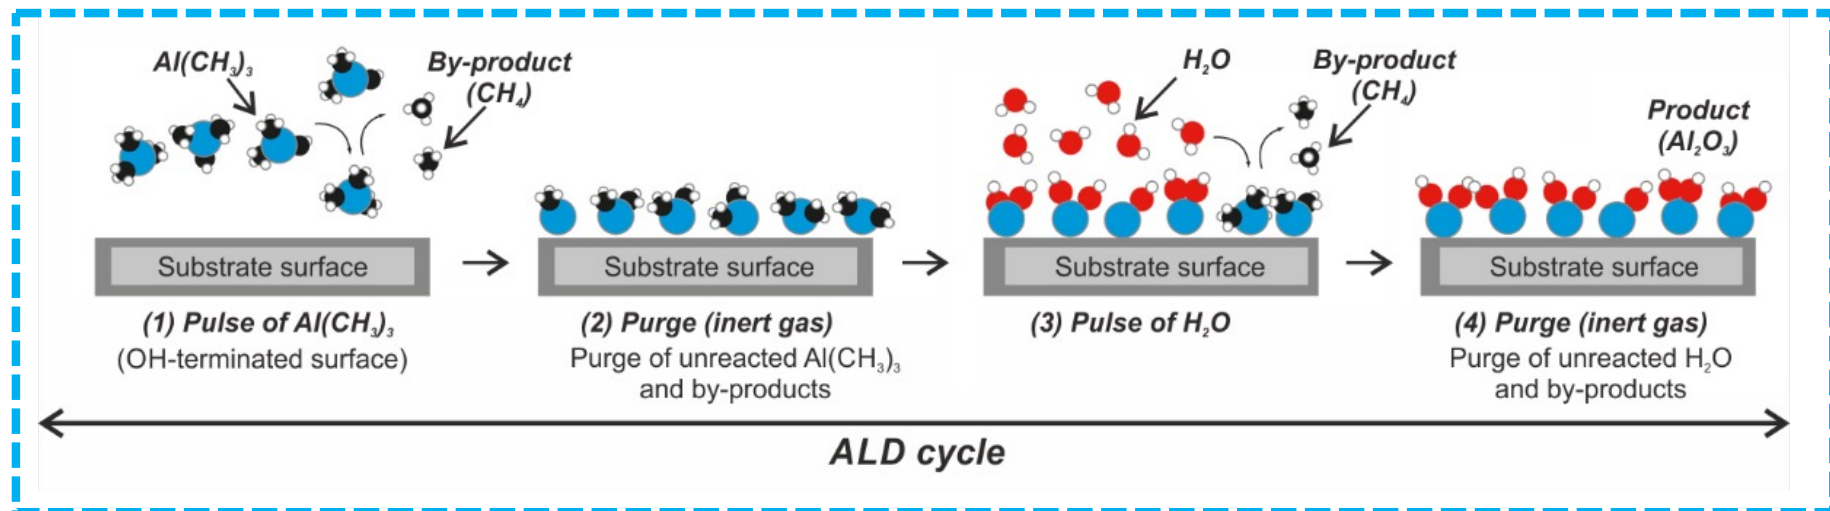 Al(CH₃)₃
By-product
(CH₄)
H₂O
By-product
(CH₄)
Product
(Al₂O₃)
Substrate surface
Substrate surface
Substrate surface
Substrate surface
(1) Pulse of Al(CH₃)₃
(OH-terminated surface)
(2) Purge (inert gas)
Purge of unreacted Al(CH₃)₃
and by-products
(3) Pulse of H₂O
(4) Purge (inert gas)
Purge of unreacted H₂O
and by-products
ALD cycle